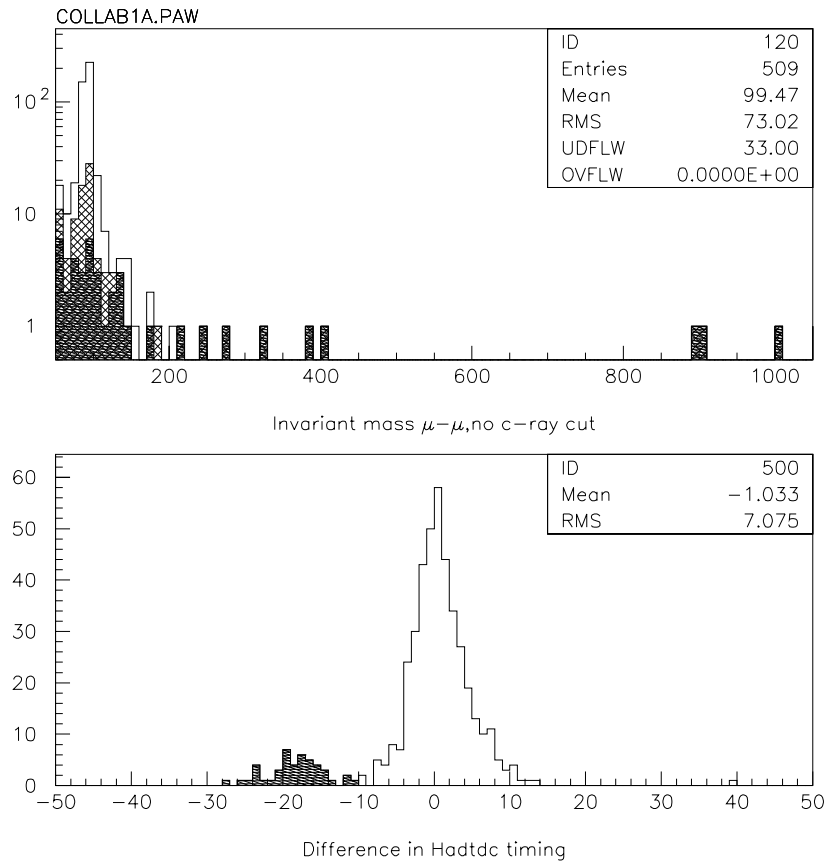 COLLAB1A.PAW
ID 120
Entries 509
Mean 99.47
RMS 73.02
UDFLW 33.00
OVFLW 0.0000E+00
10²
10
1
200 400 600 800 1000
Invariant mass μ−μ,no c−ray cut
ID 500
Mean −1.033
RMS 7.075
60
50
40
30
20
10
0
−50 −40 −30 −20 −10 0 10 20 30 40 50
Difference in Hadtdc timing